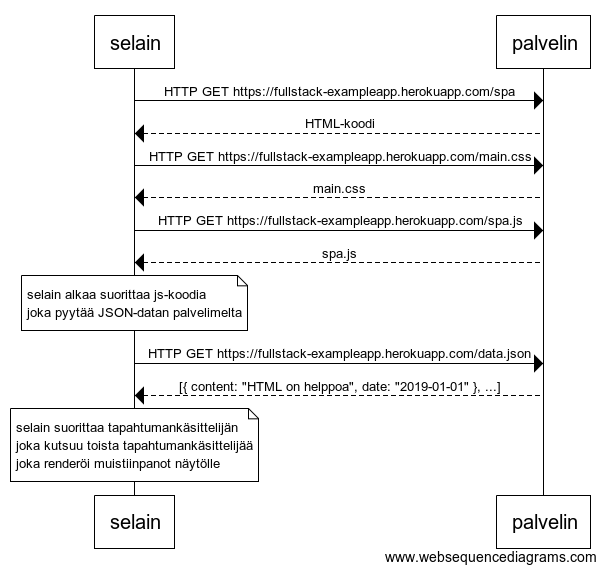 selain
palvelin
HTTP GET https://fullstack-exampleapp.herokuapp.com/spa
HTML-koodi
HTTP GET https://fullstack-exampleapp.herokuapp.com/main.css
main.css
HTTP GET https://fullstack-exampleapp.herokuapp.com/spa.js
spa.js
selain alkaa suorittaa js-koodia
joka pyytää JSON-datan palvelimelta
HTTP GET https://fullstack-exampleapp.herokuapp.com/data.json
[{ content: "HTML on helppoa", date: "2019-01-01" }, ...]
selain suorittaa tapahtumankäsittelijän
joka kutsuu toista tapahtumankäsittelijää
joka renderöi muistiinpanot näytölle
selain
palvelin
www.websequencediagrams.com